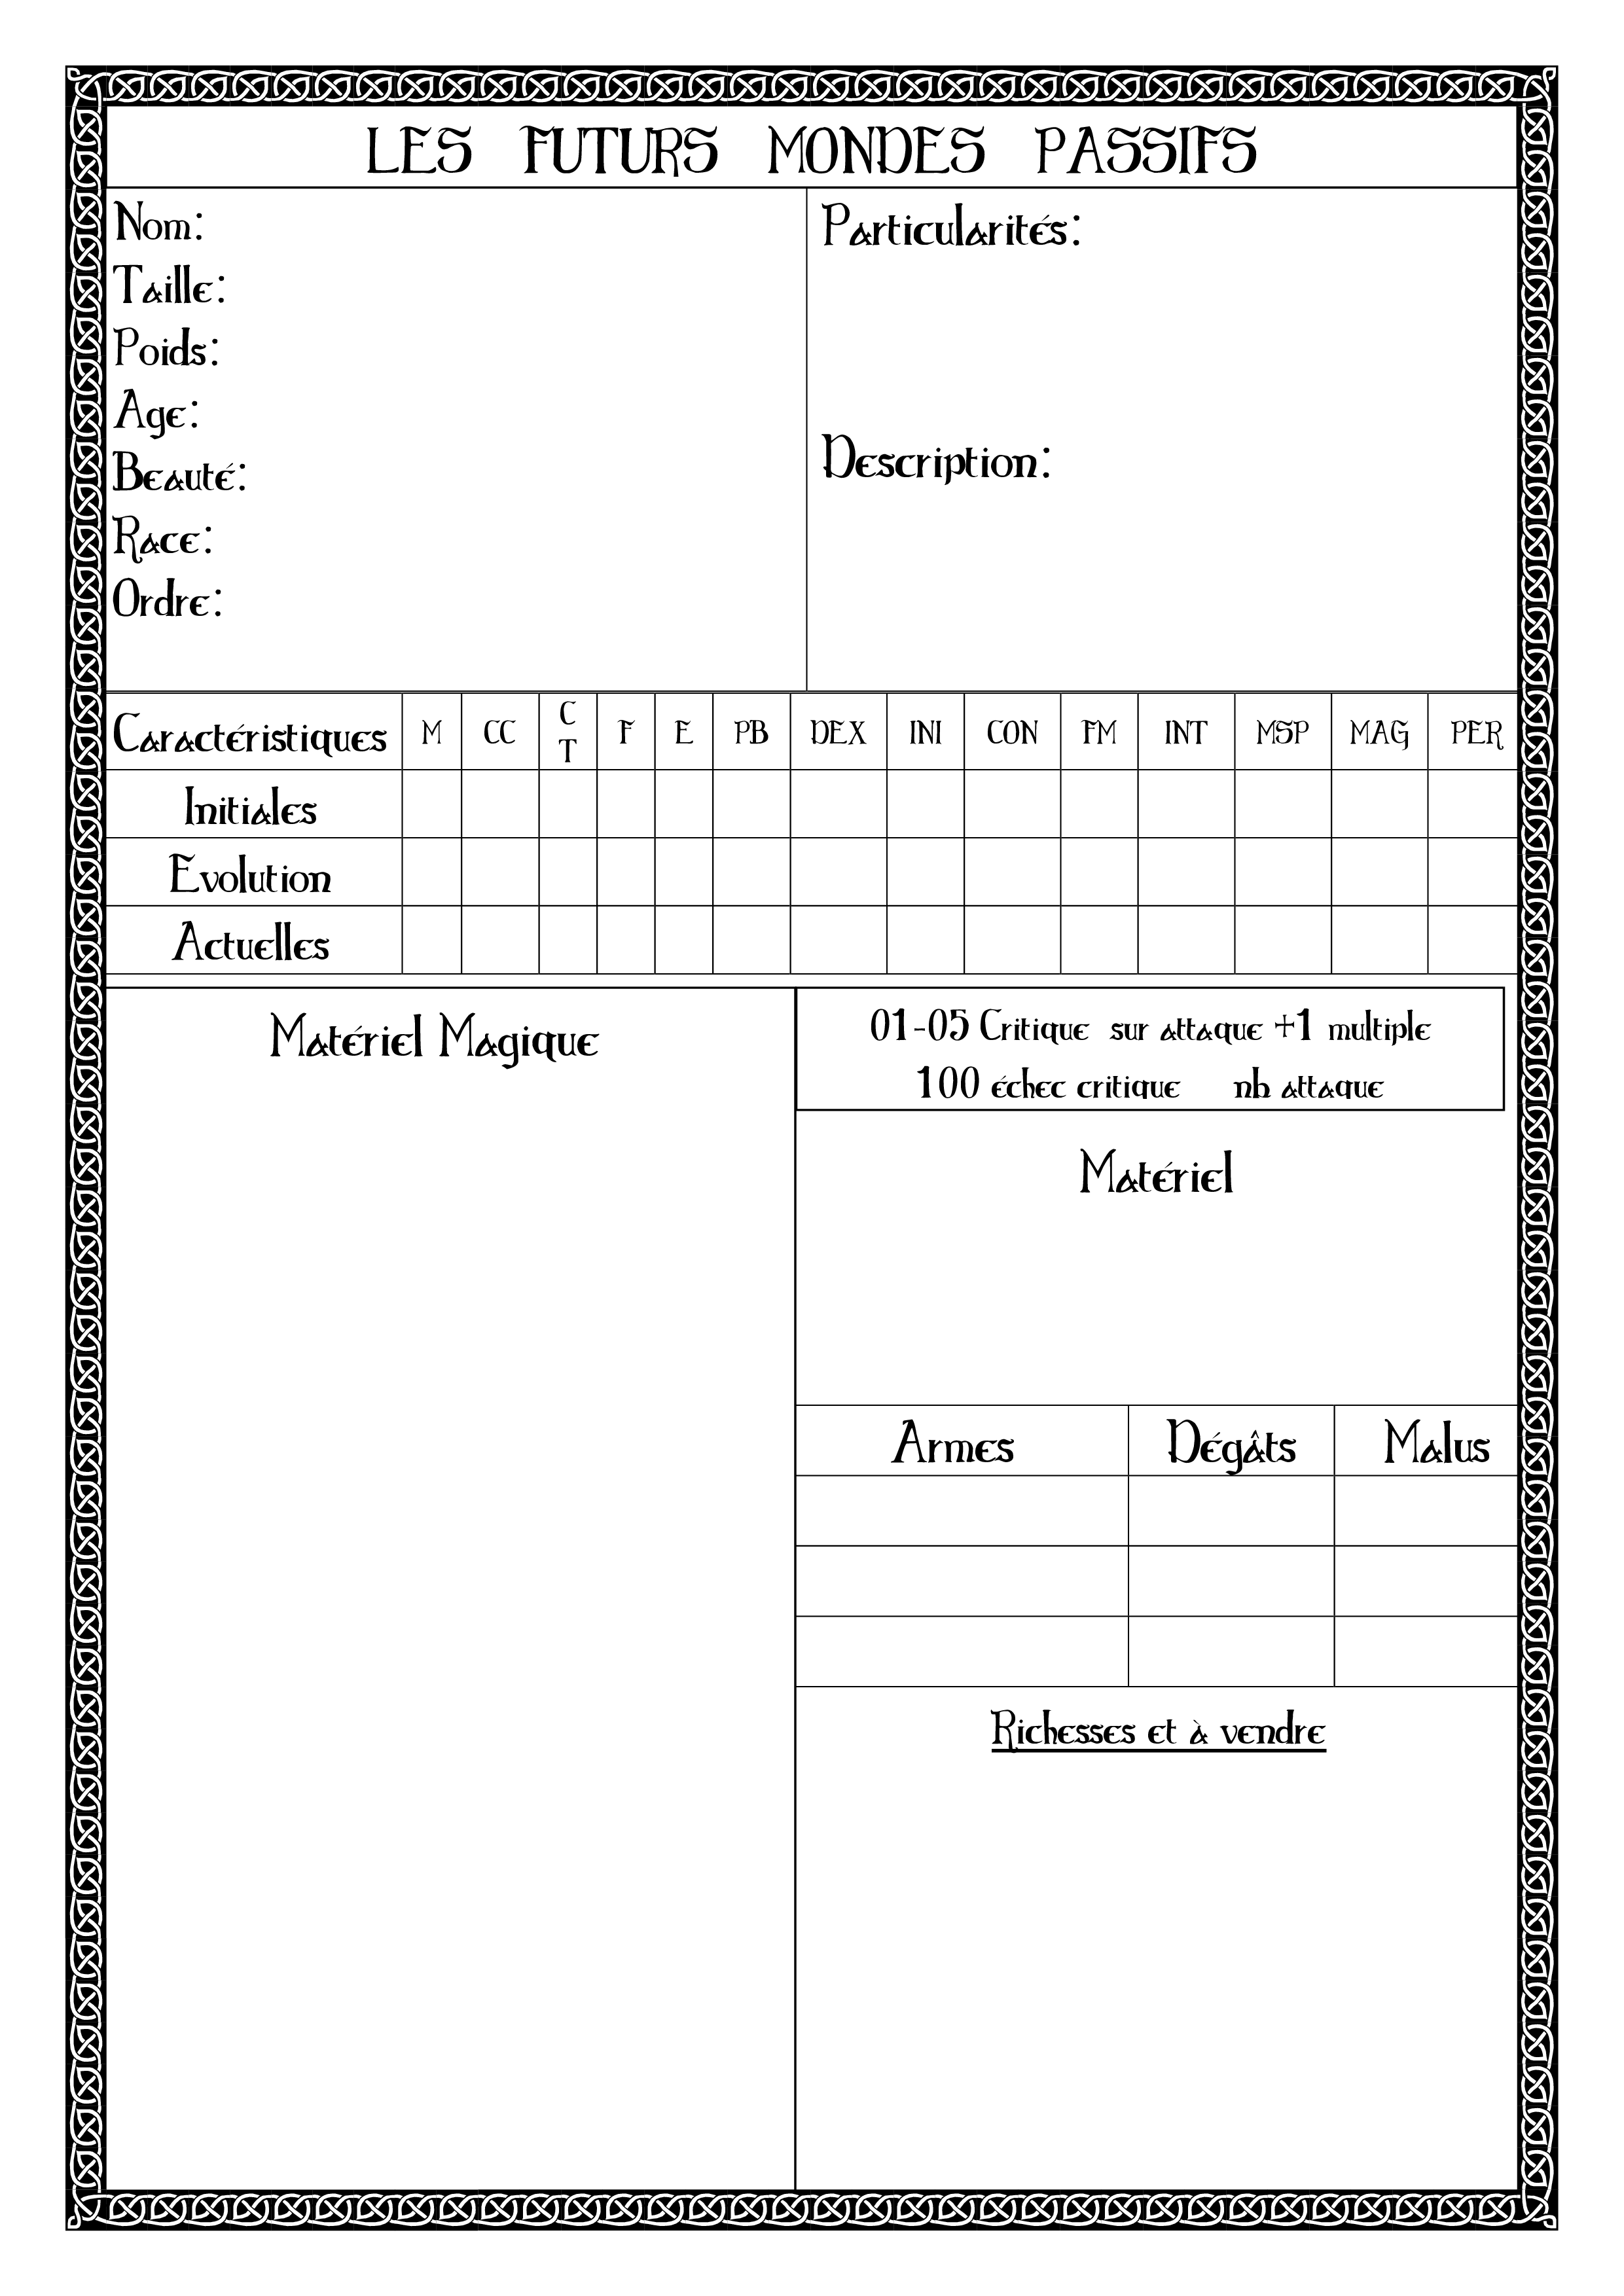 LES FUTURS MONDES PASSIFS
Nom:
Taille:
Poids:
Age:
Beauté:
Race:
Ordre:
Particularités:
Description:
Caractéristiques M CC CT F E PB DEX INI CON FM INT MSP MAG PER
Initiales
Evolution
Actuelles
Matériel Magique
01-05 Critique sur attaque +1 multiple
100 échec critique nb attaque
Matériel
Armes Dégâts Malus
Richesses et à vendre